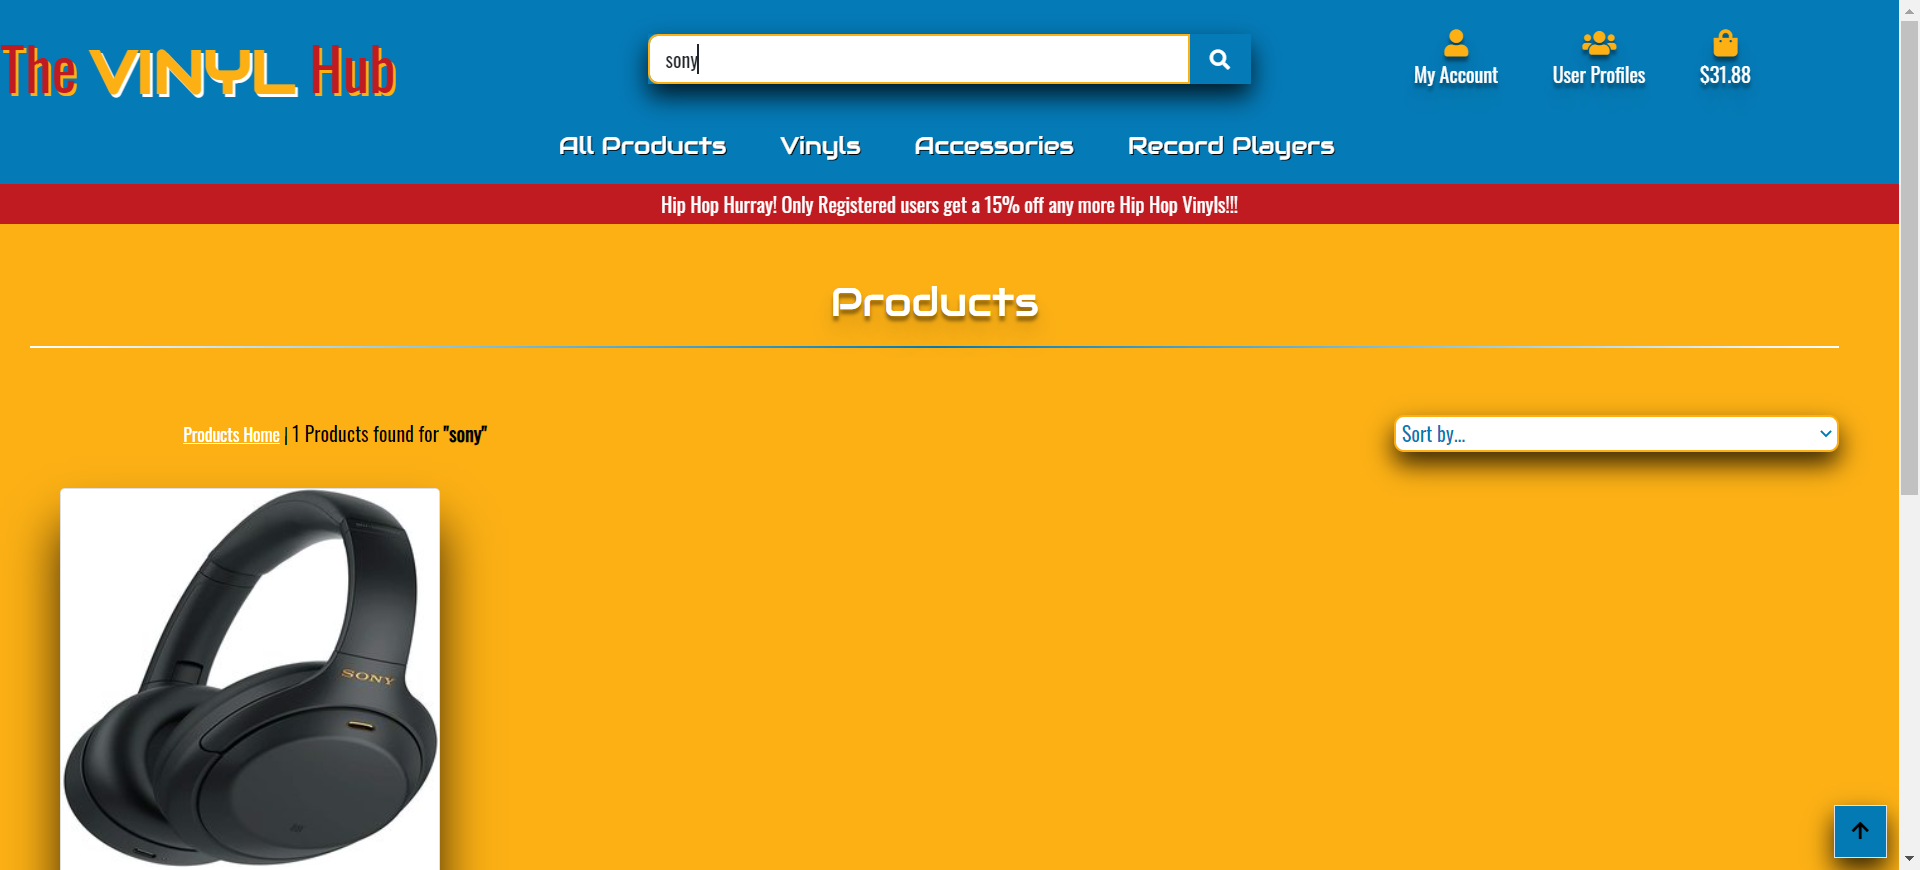 The VINYL Hub
sony
My Account
User Profiles
$31.88
All Products
Vinyls
Accessories
Record Players
Hip Hop Hurray! Only Registered users get a 15% off any more Hip Hop Vinyls!!!
Products
Products Home | 1 Products found for "sony"
Sort by...
SONY